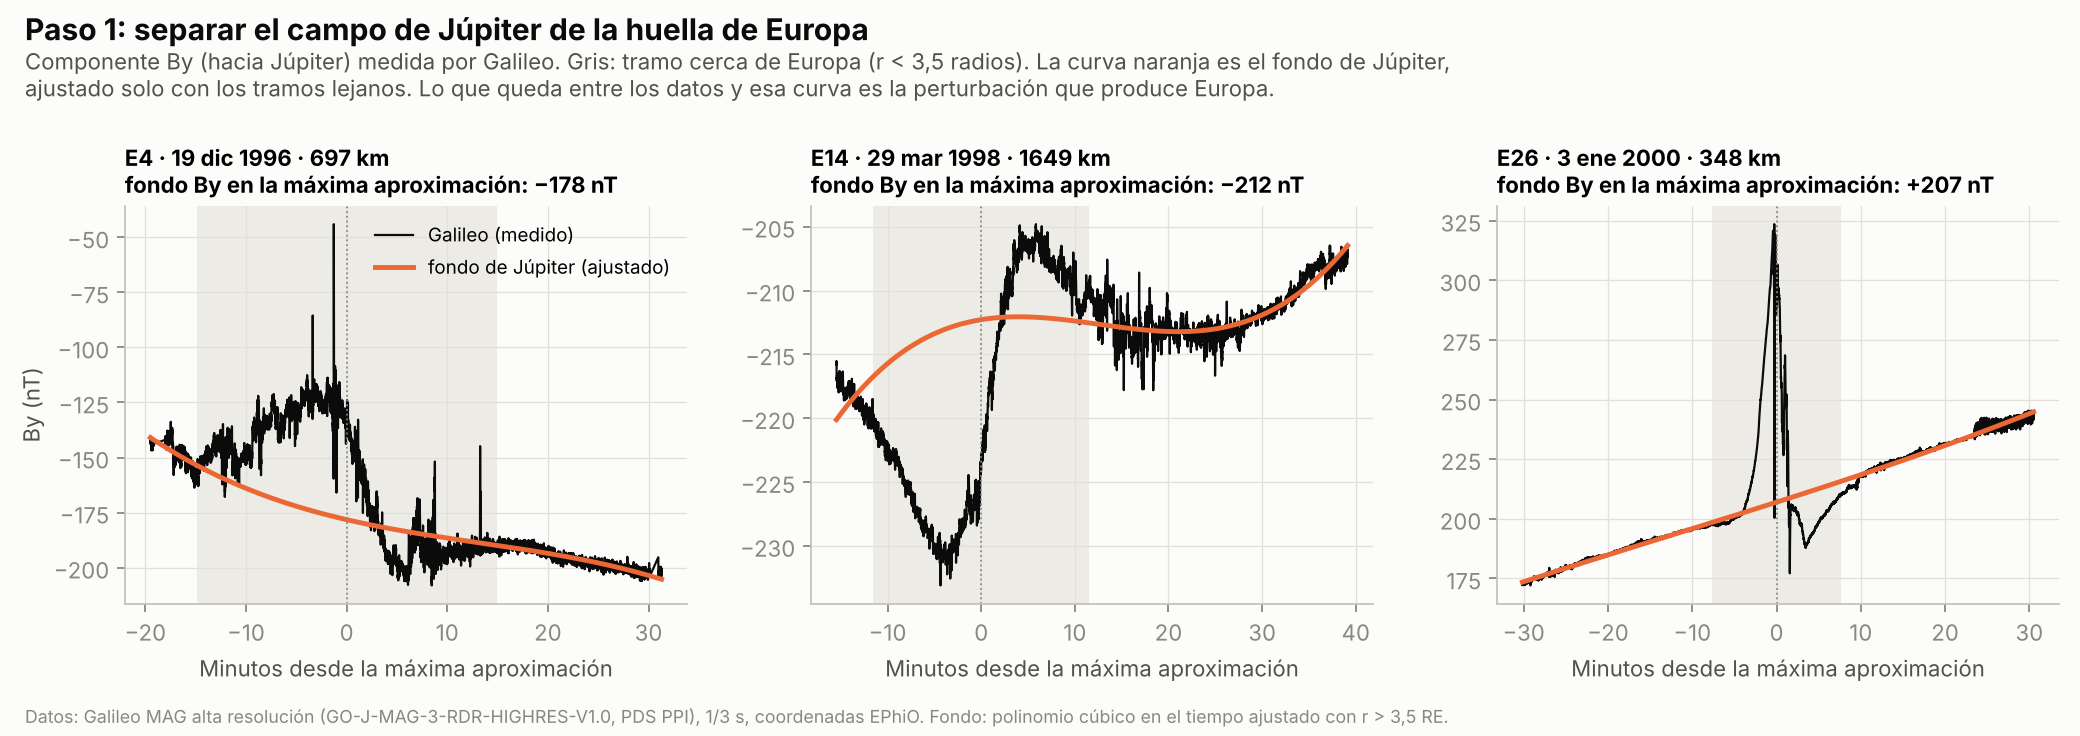 Paso 1: separar el campo de Júpiter de la huella de Europa
Componente By (hacia Júpiter) medida por Galileo. Gris: tramo cerca de Europa (r < 3,5 radios). La curva naranja es el fondo de Júpiter,
ajustado solo con los tramos lejanos. Lo que queda entre los datos y esa curva es la perturbación que produce Europa.
E4 · 19 dic 1996 · 697 km
fondo By en la máxima aproximación: −178 nT
Galileo (medido)
fondo de Júpiter (ajustado)
By (nT)
−50
−75
−100
−125
−150
−175
−200
−20 −10 0 10 20 30
Minutos desde la máxima aproximación
E14 · 29 mar 1998 · 1649 km
fondo By en la máxima aproximación: −212 nT
−205
−210
−215
−220
−225
−230
−10 0 10 20 30 40
Minutos desde la máxima aproximación
E26 · 3 ene 2000 · 348 km
fondo By en la máxima aproximación: +207 nT
325
300
275
250
225
200
175
−30 −20 −10 0 10 20 30
Minutos desde la máxima aproximación
Datos: Galileo MAG alta resolución (GO-J-MAG-3-RDR-HIGHRES-V1.0, PDS PPI), 1/3 s, coordenadas EPhiO. Fondo: polinomio cúbico en el tiempo ajustado con r > 3,5 RE.